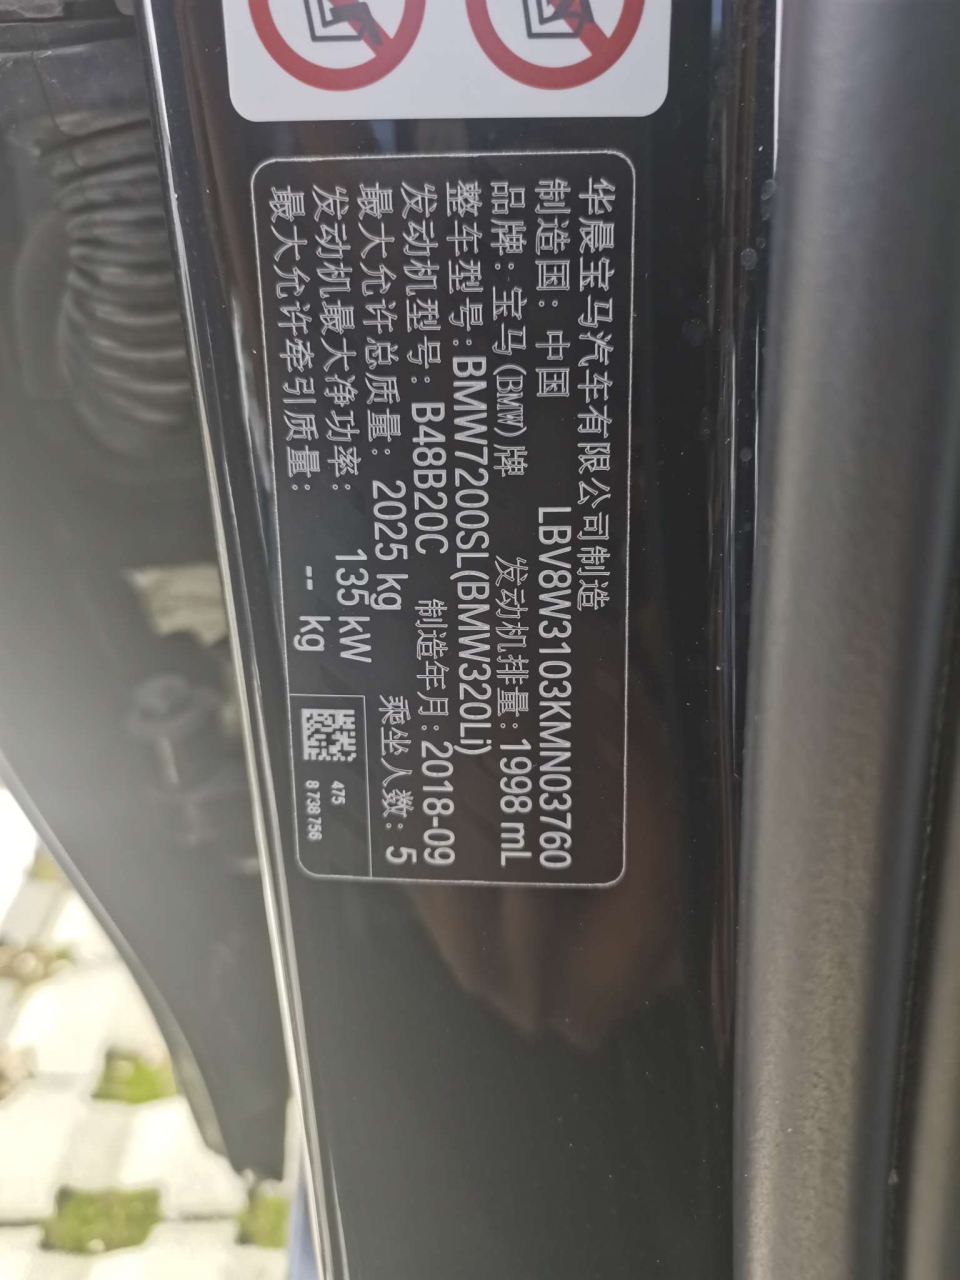 华晨宝马汽车有限公司制造
制造国：中国 LBV8W3103KMN03760
品牌：宝马(BMW)牌 发动机排量：1998 mL
整车型号：BMW7200SL(BMW320Li)
发动机型号：B48B20C 制造年月：2018-09
最大允许总质量：2025 kg 乘坐人数：5
发动机最大净功率：135 kW
最大允许牵引质量：-- kg
475
8 738 756